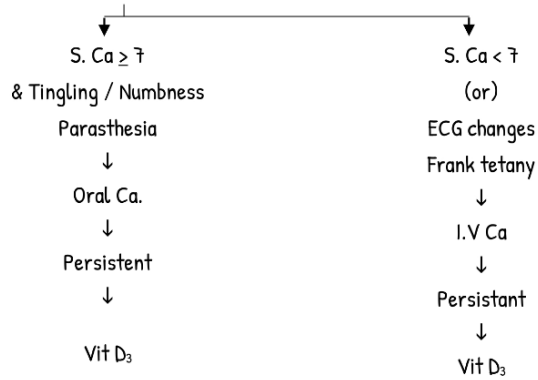 S. Ca ≥ 7
& Tingling / Numbness
Parasthesia
↓
Oral Ca.
↓
Persistent
↓
Vit D₃
S. Ca < 7
(or)
ECG changes
Frank tetany
↓
I.V Ca
↓
Persistant
↓
Vit D₃